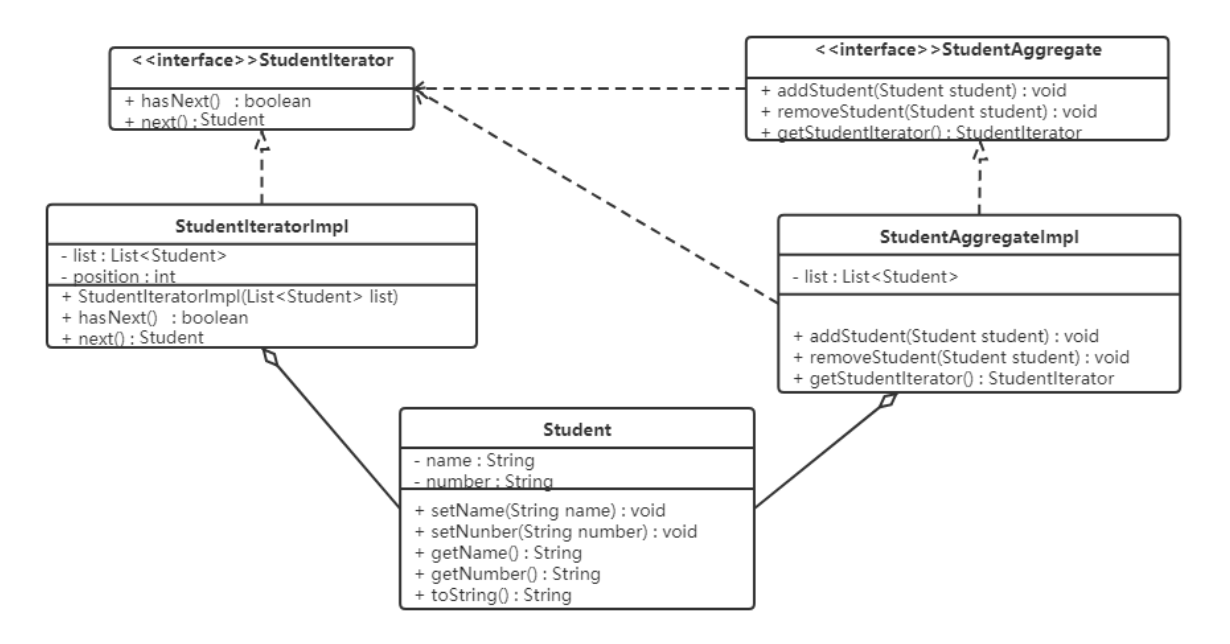 <<interface>>StudentIterator
+ hasNext() : boolean
+ next() : Student
<<interface>>StudentAggregate
+ addStudent(Student student) : void
+ removeStudent(Student student) : void
+ getStudentIterator() : StudentIterator
StudentIteratorImpl
- list : List<Student>
- position : int
+ StudentIteratorImpl(List<Student> list)
+ hasNext() : boolean
+ next() : Student
StudentAggregateImpl
- list : List<Student>
+ addStudent(Student student) : void
+ removeStudent(Student student) : void
+ getStudentIterator() : StudentIterator
Student
- name : String
- number : String
+ setName(String name) : void
+ setNunber(String number) : void
+ getName() : String
+ getNumber() : String
+ toString() : String